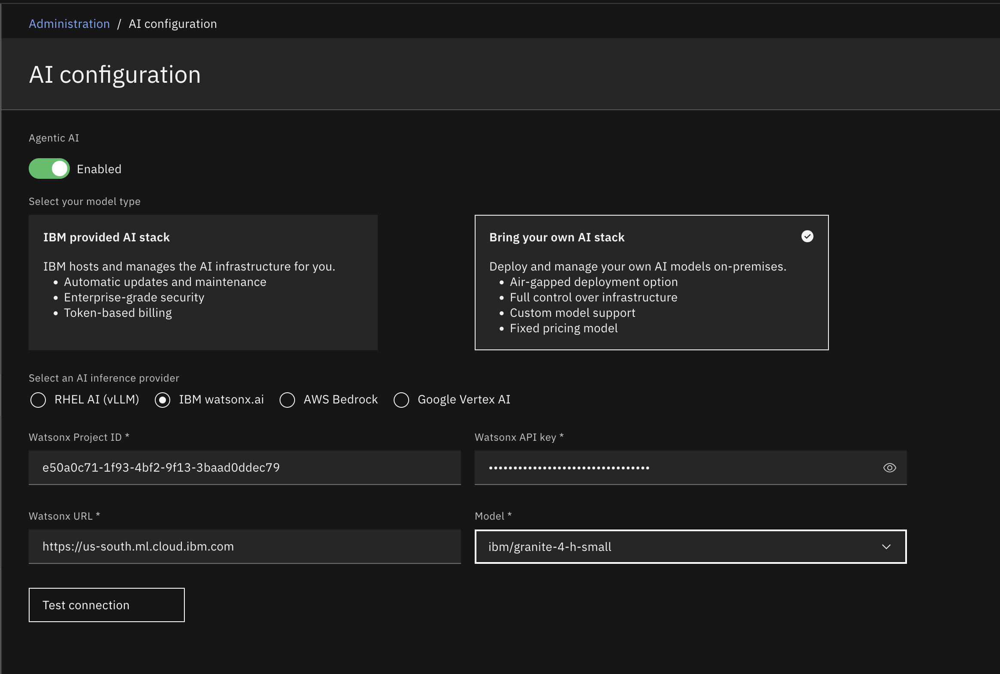 Administration / AI configuration
AI configuration
Agentic AI
Enabled
Select your model type
IBM provided AI stack
IBM hosts and manages the AI infrastructure for you.
• Automatic updates and maintenance
• Enterprise-grade security
• Token-based billing
Bring your own AI stack
Deploy and manage your own AI models on-premises.
• Air-gapped deployment option
• Full control over infrastructure
• Custom model support
• Fixed pricing model
Select an AI inference provider
RHEL AI (vLLM) IBM watsonx.ai AWS Bedrock Google Vertex AI
Watsonx Project ID *
e50a0c71-1f93-4bf2-9f13-3baad0ddec79
Watsonx API key *
•••••••••••••••••••••••••••••••••
Watsonx URL *
https://us-south.ml.cloud.ibm.com
Model *
ibm/granite-4-h-small
Test connection